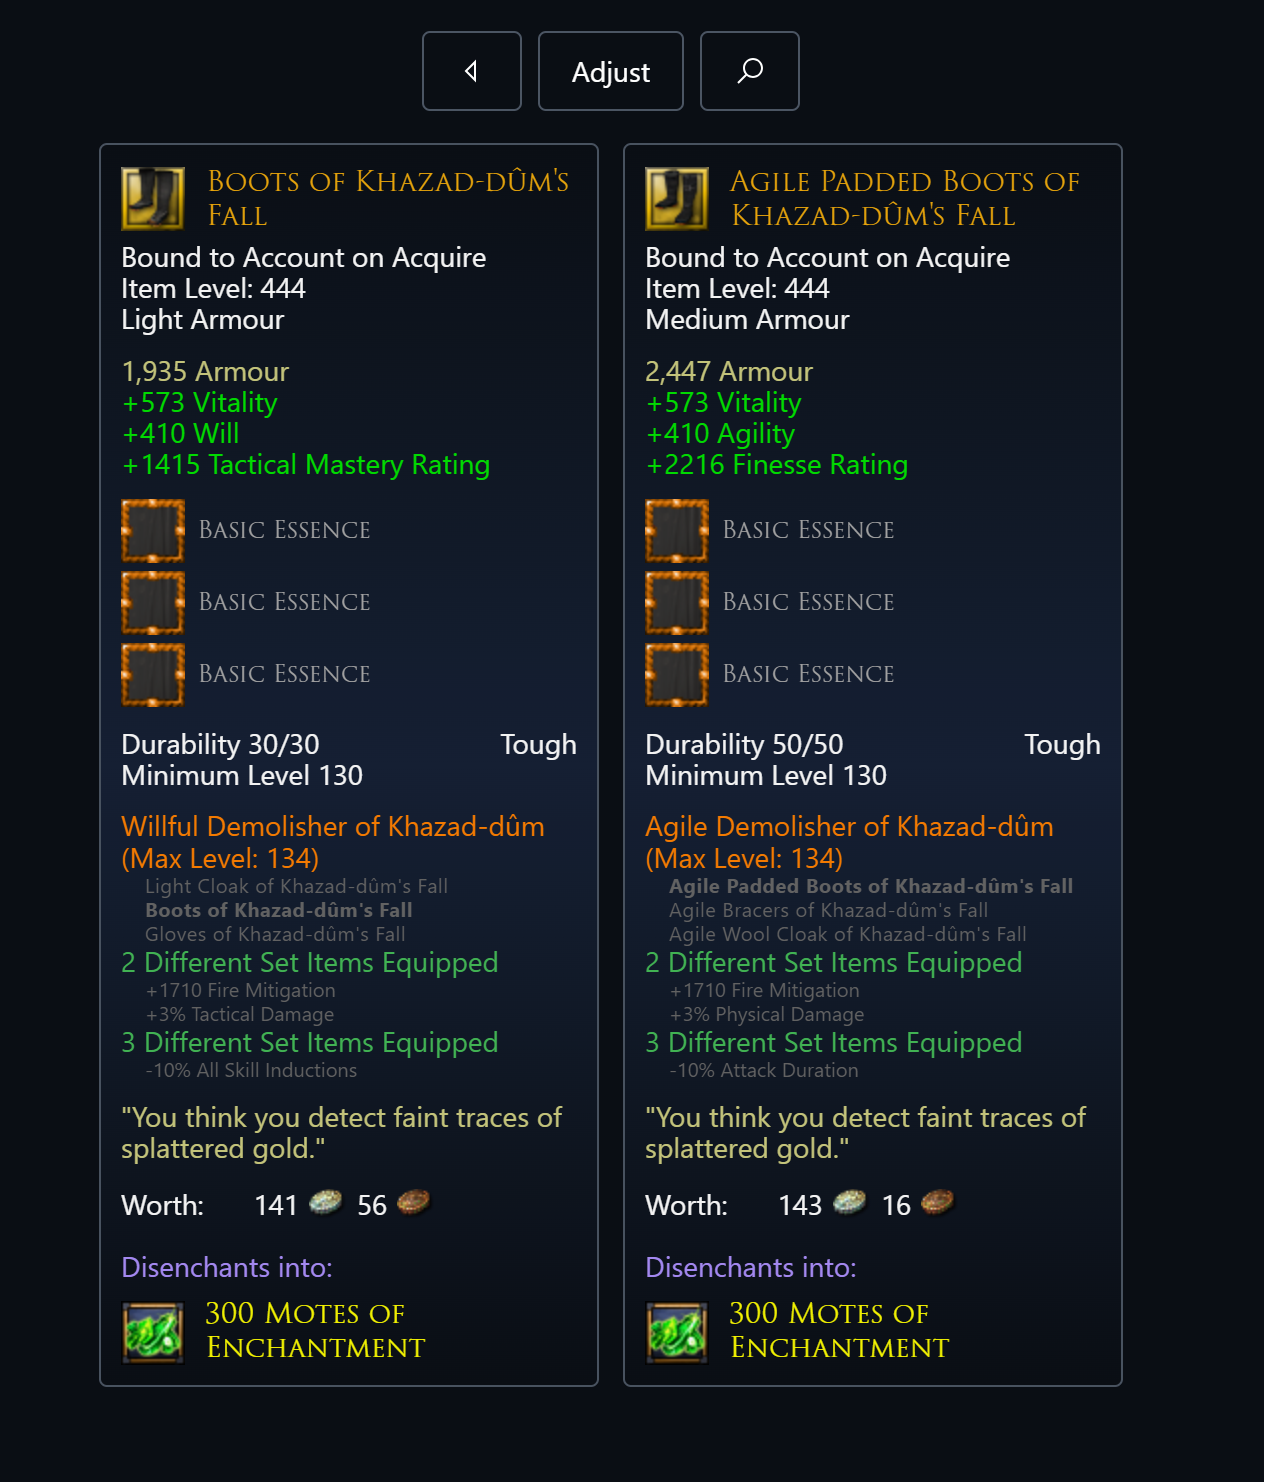 Adjust
Boots of Khazad-dûm's
Fall
Bound to Account on Acquire
Item Level: 444
Light Armour
1,935 Armour
+573 Vitality
+410 Will
+1415 Tactical Mastery Rating
Basic Essence
Basic Essence
Basic Essence
Durability 30/30 Tough
Minimum Level 130
Willful Demolisher of Khazad-dûm
(Max Level: 134)
Light Cloak of Khazad-dûm's Fall
Boots of Khazad-dûm's Fall
Gloves of Khazad-dûm's Fall
2 Different Set Items Equipped
+1710 Fire Mitigation
+3% Tactical Damage
3 Different Set Items Equipped
-10% All Skill Inductions
"You think you detect faint traces of
splattered gold."
Worth: 141 56
Disenchants into:
300 Motes of
Enchantment
Agile Padded Boots of
Khazad-dûm's Fall
Bound to Account on Acquire
Item Level: 444
Medium Armour
2,447 Armour
+573 Vitality
+410 Agility
+2216 Finesse Rating
Basic Essence
Basic Essence
Basic Essence
Durability 50/50 Tough
Minimum Level 130
Agile Demolisher of Khazad-dûm
(Max Level: 134)
Agile Padded Boots of Khazad-dûm's Fall
Agile Bracers of Khazad-dûm's Fall
Agile Wool Cloak of Khazad-dûm's Fall
2 Different Set Items Equipped
+1710 Fire Mitigation
+3% Physical Damage
3 Different Set Items Equipped
-10% Attack Duration
"You think you detect faint traces of
splattered gold."
Worth: 143 16
Disenchants into:
300 Motes of
Enchantment